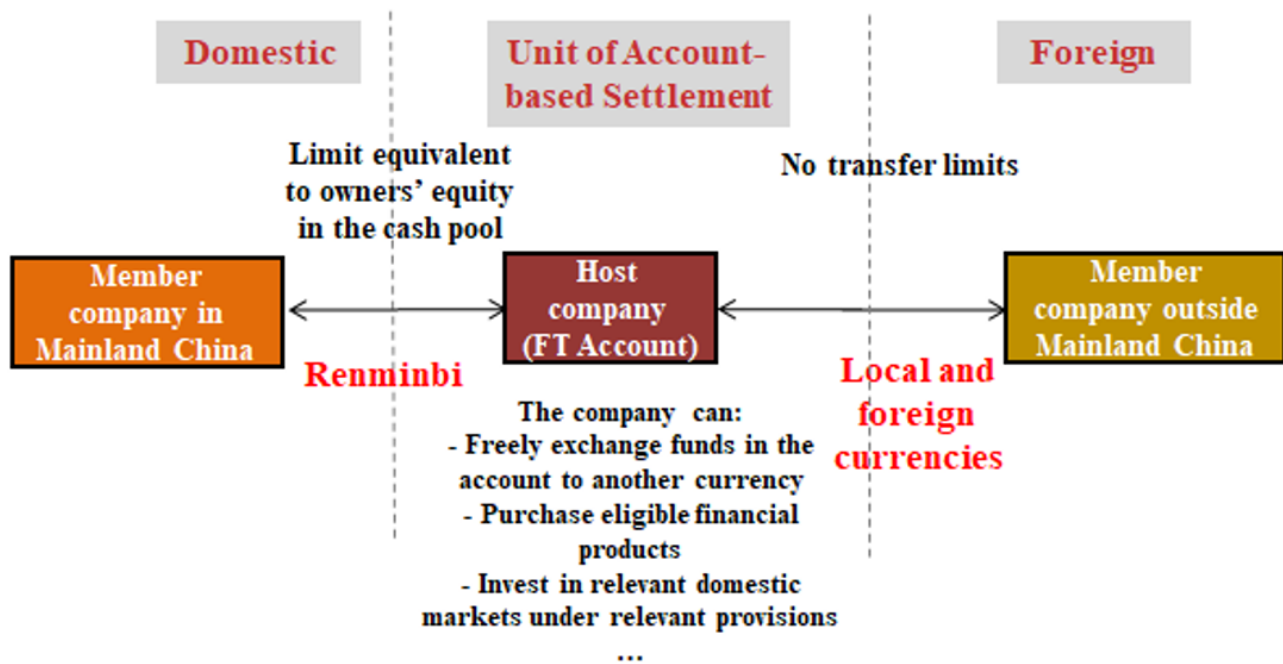 Domestic
Unit of Account-
based Settlement
Foreign
Limit equivalent
to owners’ equity
in the cash pool
No transfer limits
Member
company in
Mainland China
Host
company
(FT Account)
Member
company outside
Mainland China
Renminbi
Local and
foreign
currencies
The company can:
- Freely exchange funds in the
account to another currency
- Purchase eligible financial
products
- Invest in relevant domestic
markets under relevant provisions
...